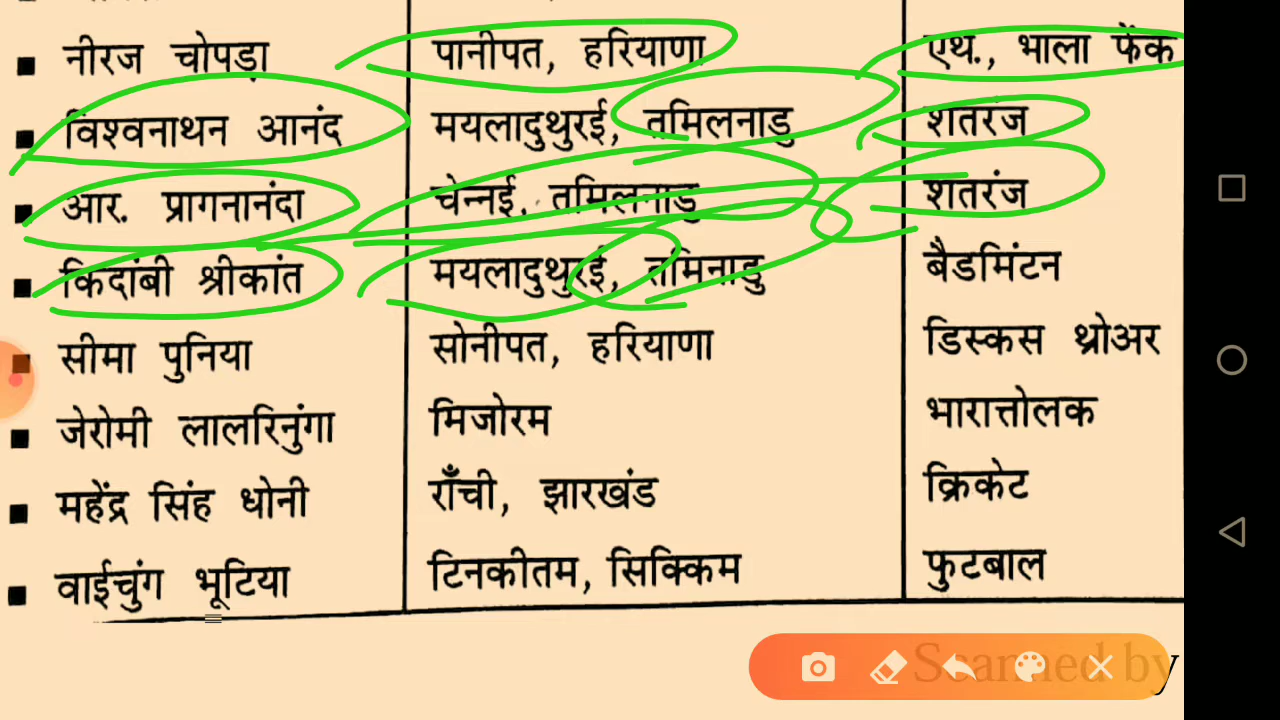 ▪ नीरज चोपड़ा पानीपत, हरियाणा एथ., भाला फेंक
▪ विश्वनाथन आनंद मयलादुथुरई, तमिलनाडु शतरंज
▪ आर. प्रागनानंदा चेन्नई, तमिलनाडु शतरंज
▪ किदांबी श्रीकांत मयलादुथुरई, तमिनाडु बैडमिंटन
▪ सीमा पुनिया सोनीपत, हरियाणा डिस्कस थ्रोअर
▪ जेरोमी लालरिनुंगा मिजोरम भारात्तोलक
▪ महेंद्र सिंह धोनी राँची, झारखंड क्रिकेट
▪ वाईचुंग भूटिया टिनकीतम, सिक्किम फुटबाल
Scanned by